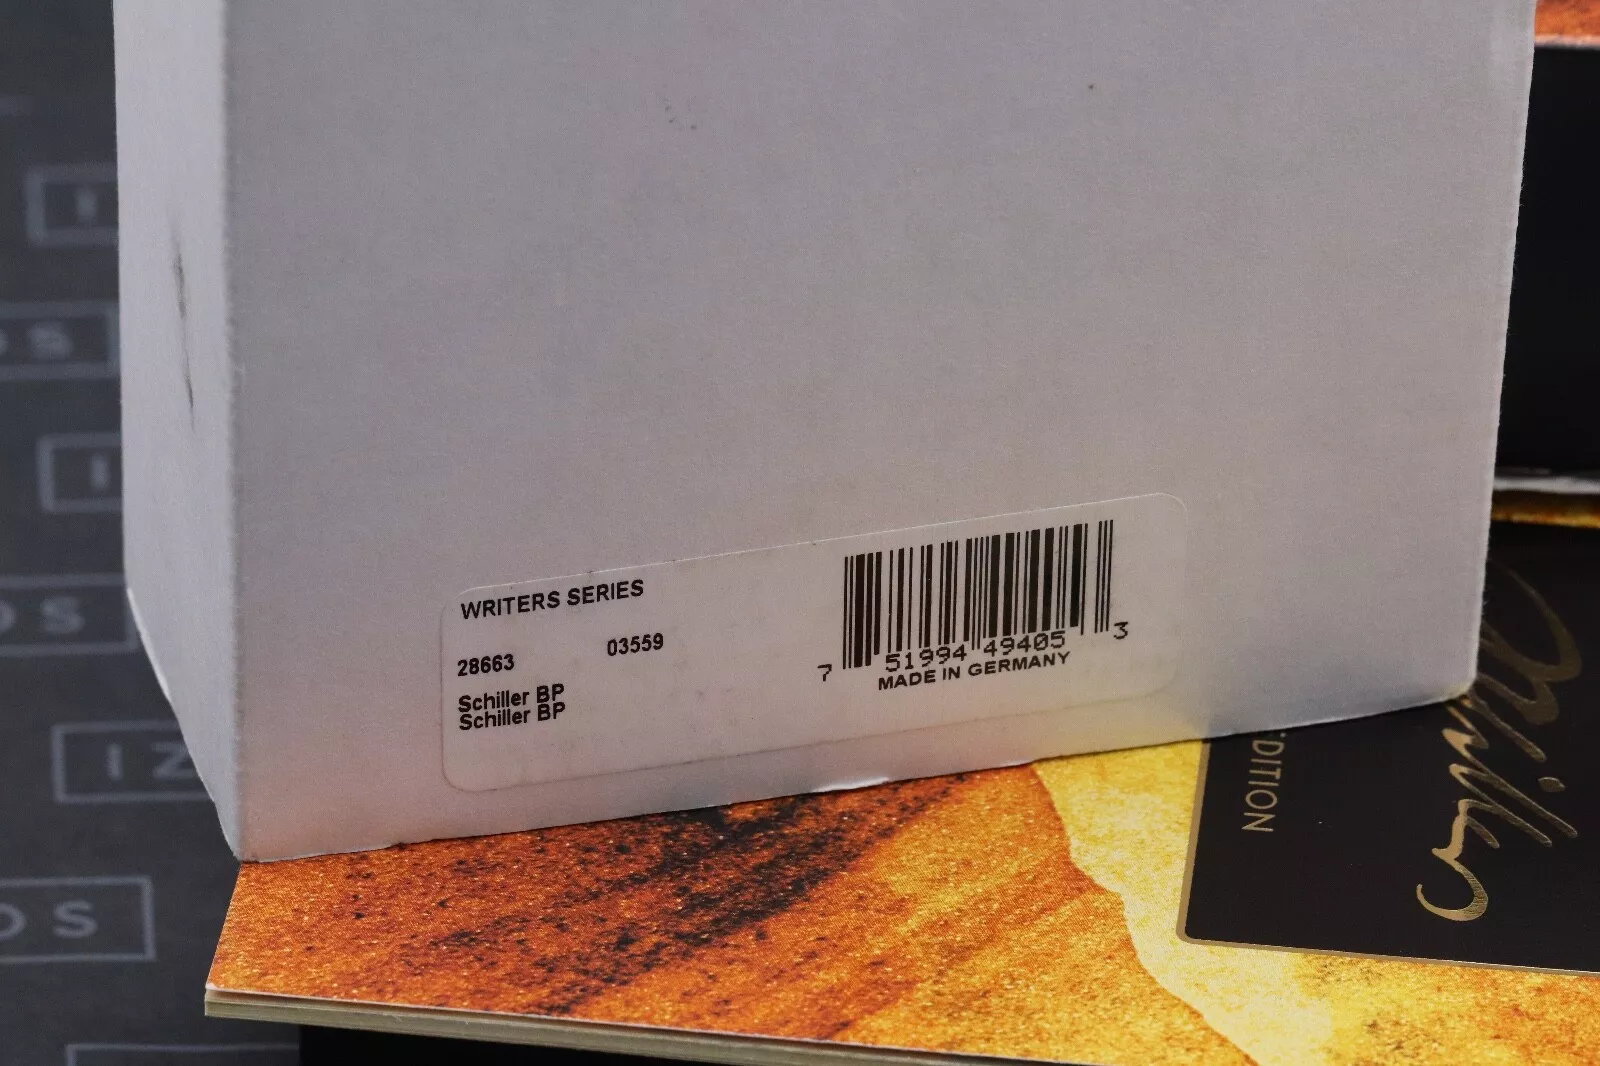 WRITERS SERIES
28663 03559
Schiller BP
Schiller BP
7 51994 49405 3
MADE IN GERMANY
DITION